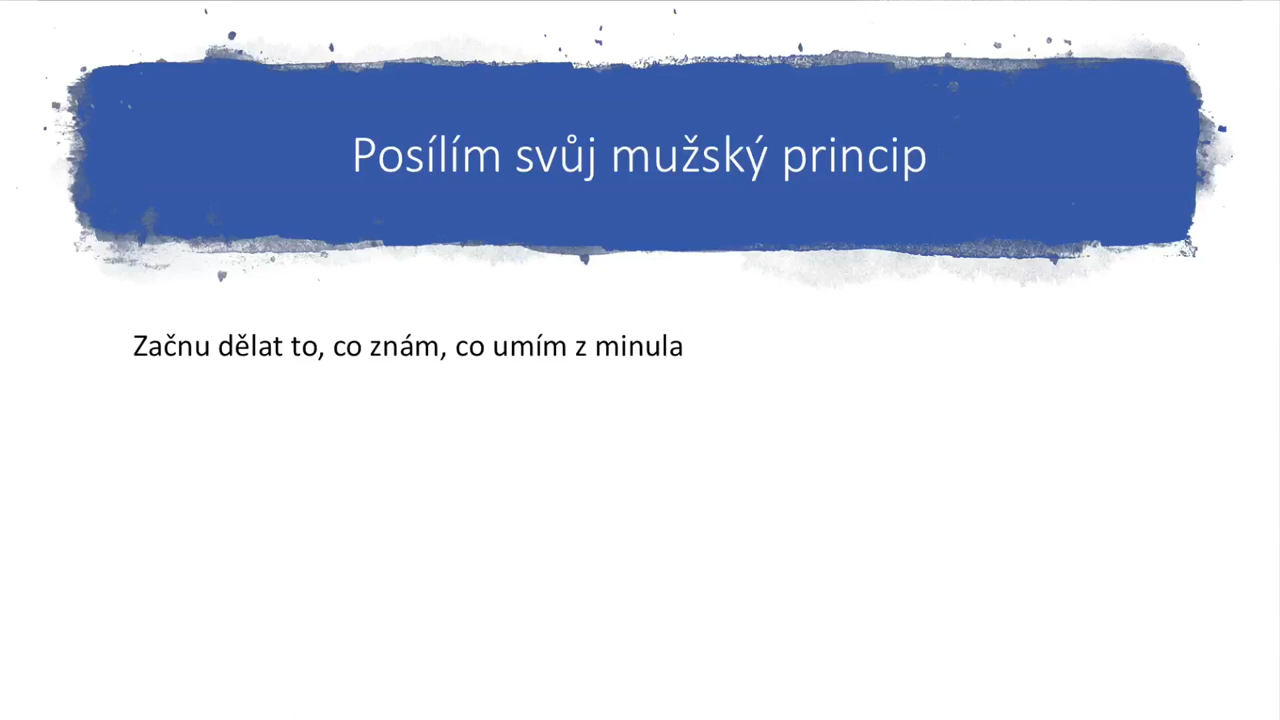 Posílím svůj mužský princip
Začnu dělat to, co znám, co umím z minula